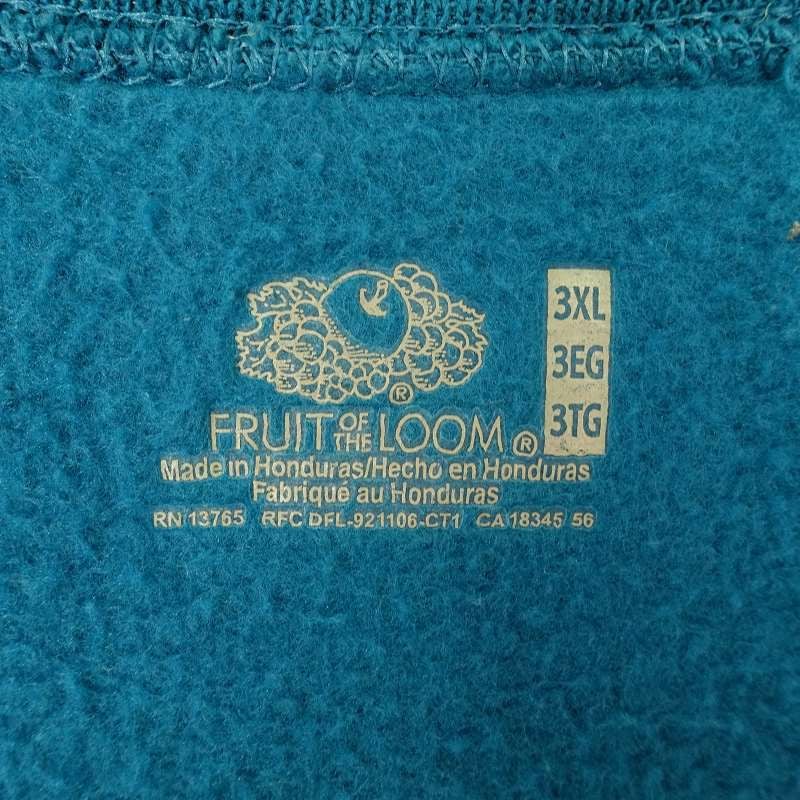 3XL
3EG
3TG
®
FRUIT OF THE LOOM ®
Made in Honduras/Hecho en Honduras
Fabriqué au Honduras
RN 13765 RFC DFL-921106-CT1 CA 18345 56